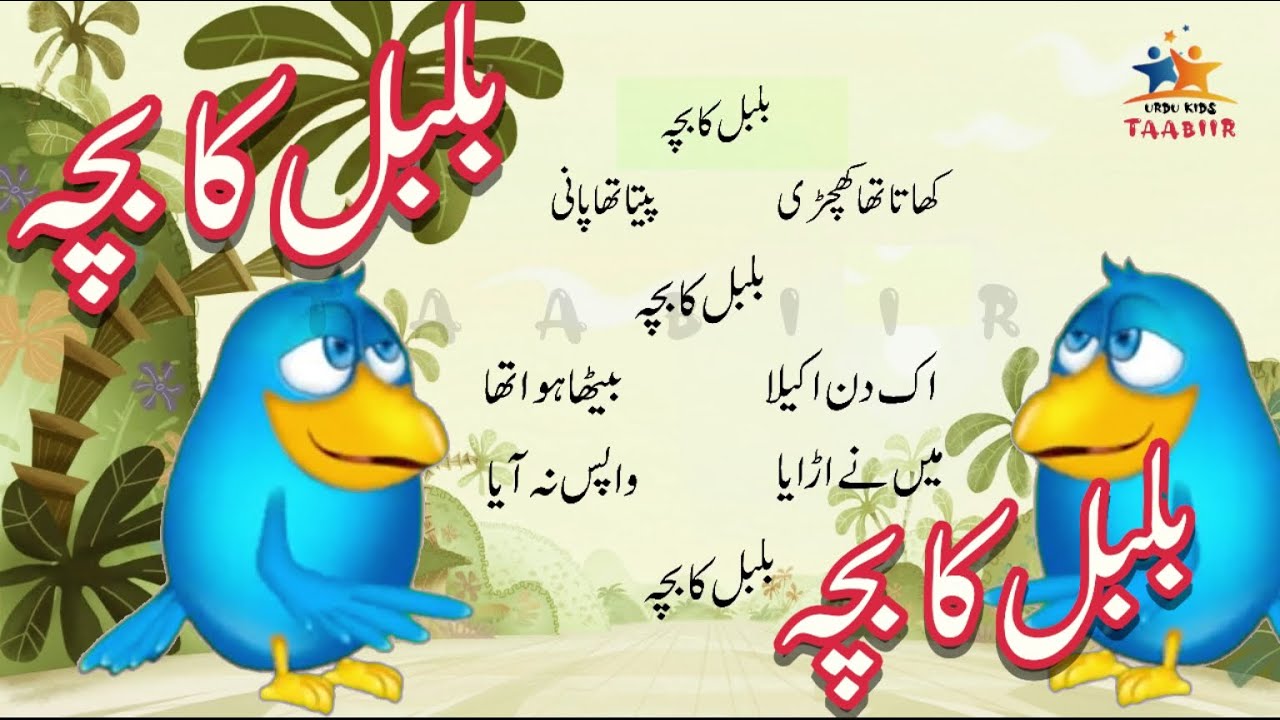 بلبل کا بچہ
URDU KIDS
TAABIIR
بلبل کا بچہ
کھاتا تھا کھچڑی پیتا تھا پانی
بلبل کا بچہ
TAABIIR
اک دن اکیلا بیٹھا ہوا تھا
میں نے اڑایا واپس نہ آیا
بلبل کا بچہ
بلبل کا بچہ